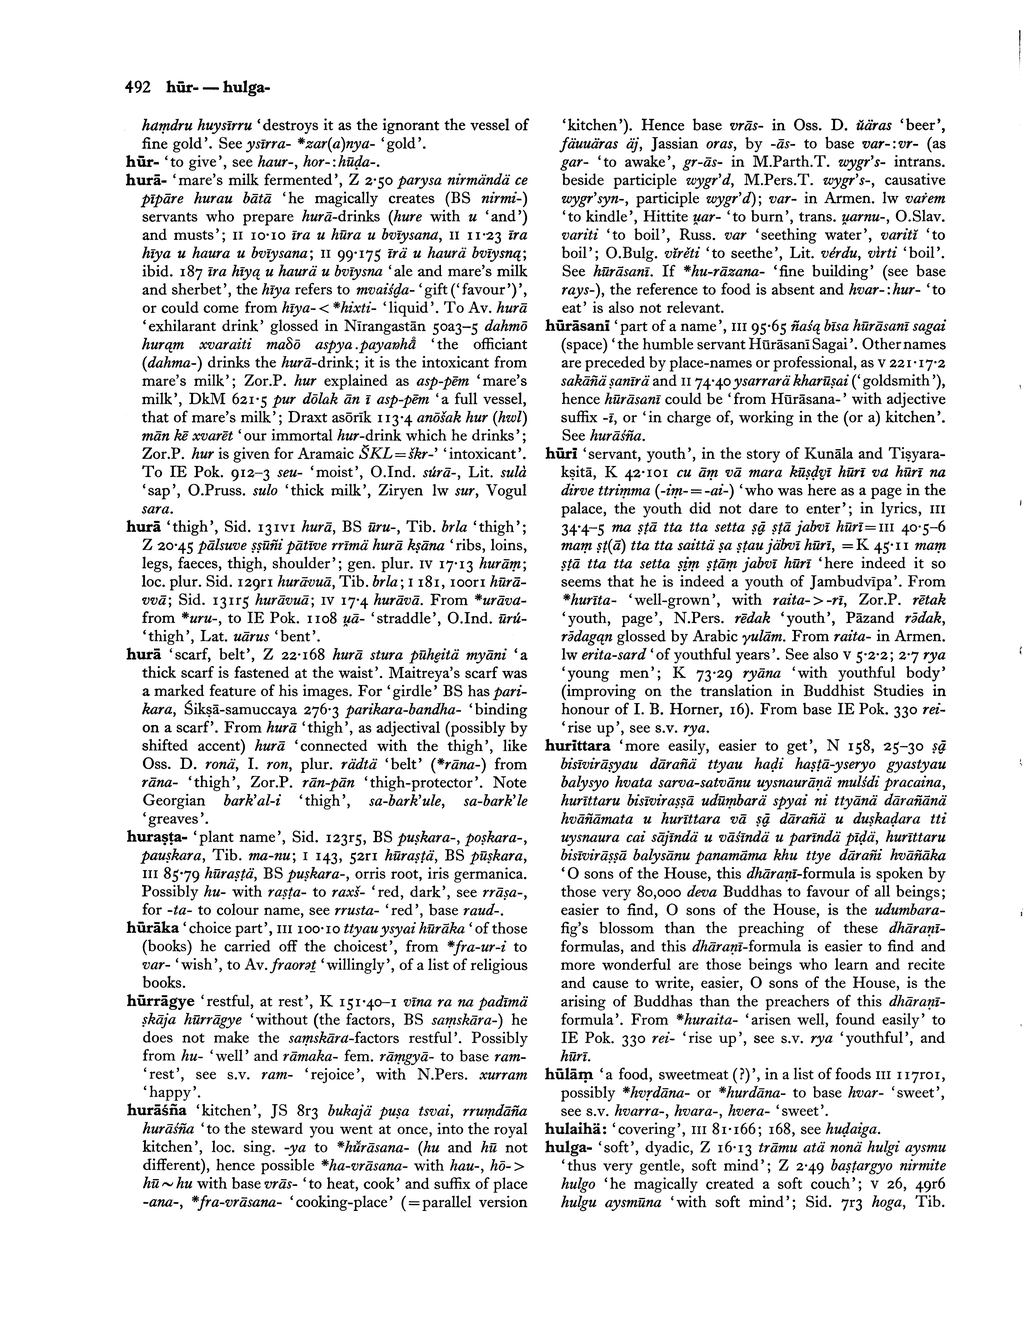 492 hūr- — hulga-
haṃdru huysīrru ‘destroys it as the ignorant the vessel of
fine gold’. See ysīrra- *zar(a)nya- ‘gold’.
hūr- ‘to give’, see haur-, hor-: hūḍa-.
hurā- ‘mare’s milk fermented’, Z 2·50 parysa nirmändä ce
pīpāre hurau bātä ‘he magically creates (BS nirmi-)
servants who prepare hurā-drinks (hure with u ‘and’)
and musts’; II 10·10 īra u hūra u bvīysana, II 11·23 īra
hīya u haura u bvīysana; II 99·175 īrä u haurä bvīysną;
ibid. 187 īra hīyą u haurä u bvīysna ‘ale and mare’s milk
and sherbet’, the hīya refers to mvaiśḍa- ‘gift (‘favour’)’,
or could come from hīya- < *hixti- ‘liquid’. To Av. hurā
‘exhilarant drink’ glossed in Nīrangastān 50a3–5 dahmō
hurąm xvaraiti maδō aspya.payaŋhå̄ ‘the officiant
(dahma-) drinks the hurā-drink; it is the intoxicant from
mare’s milk’; Zor.P. hur explained as asp-pēm ‘mare’s
milk’, DkM 621·5 pur dōlak ān ī asp-pēm ‘a full vessel,
that of mare’s milk’; Draxt asōrīk 113·4 anōšak hur (hwl)
mān kē xvarēt ‘our immortal hur-drink which he drinks’;
Zor.P. hur is given for Aramaic ŠKL=škr-’ ‘intoxicant’.
To IE Pok. 912–3 seu- ‘moist’, O.Ind. súrā-, Lit. sulà
‘sap’, O.Pruss. sulo ‘thick milk’, Ziryen lw sur, Vogul
sara.
hurā ‘thigh’, Sid. 131v1 hurā, BS ūru-, Tib. brla ‘thigh’;
Z 20·45 pālsuve ṣṣūñi pätīve rrīmä hurā kṣāna ‘ribs, loins,
legs, faeces, thigh, shoulder’; gen. plur. IV 17·13 hurāṃ;
loc. plur. Sid. 129r1 hurāvuā, Tib. brla; I 181, 100r1 hūrā-
vvā; Sid. 131r5 hurāvuā; IV 17·4 hurāvā. From *urāva-
from *uru-, to IE Pok. 1108 u̯ā- ‘straddle’, O.Ind. ūrú-
‘thigh’, Lat. uārus ‘bent’.
hurā ‘scarf, belt’, Z 22·168 hurā stura pūhęitä myāni ‘a
thick scarf is fastened at the waist’. Maitreya’s scarf was
a marked feature of his images. For ‘girdle’ BS has pari-
kara, Śikṣā-samuccaya 276·3 parikara-bandha- ‘binding
on a scarf’. From hurā ‘thigh’, as adjectival (possibly by
shifted accent) hurā ‘connected with the thigh’, like
Oss. D. ronä, I. ron, plur. rädtä ‘belt’ (*rāna-) from
rāna- ‘thigh’, Zor.P. rān-pān ‘thigh-protector’. Note
Georgian bark’al-i ‘thigh’, sa-bark’ule, sa-bark’le
‘greaves’.
huraṣṭa- ‘plant name’, Sid. 123r5, BS puṣkara-, poṣkara-,
pauṣkara, Tib. ma-nu; I 143, 52r1 hūraṣṭä, BS pūṣkara,
III 85·79 hūraṣṭä, BS puṣkara-, orris root, iris germanica.
Possibly hu- with raṣṭa- to raxš- ‘red, dark’, see rrāṣa-,
for -ta- to colour name, see rrusta- ‘red’, base raud-.
hūrāka ‘choice part’, III 100·10 ttyau ysyai hūrāka ‘of those
(books) he carried off the choicest’, from *fra-ur-i to
var- ‘wish’, to Av. fraorət̰ ‘willingly’, of a list of religious
books.
hūrrāgye ‘restful, at rest’, K 151·40–1 vīna ra na padīmä
ṣkāja hūrrāgye ‘without (the factors, BS saṃskāra-) he
does not make the saṃskāra-factors restful’. Possibly
from hu- ‘well’ and rāmaka- fem. rāṃgyā- to base ram-
‘rest’, see s.v. ram- ‘rejoice’, with N.Pers. xurram
‘happy’.
hurāśña ‘kitchen’, JS 8r3 bukajä puṣa tsvai, rruṃdāña
hurāśña ‘to the steward you went at once, into the royal
kitchen’, loc. sing. -ya to *hū̆rāsana- (hu and hū not
different), hence possible *ha-vrāsana- with hau-, hō- >
hū ~ hu with base vrās- ‘to heat, cook’ and suffix of place
-ana-, *fra-vrāsana- ‘cooking-place’ (=parallel version
‘kitchen’). Hence base vrās- in Oss. D. ŭäras ‘beer’,
fäuuäras äj, Jassian oras, by -ās- to base var-: vr- (as
gar- ‘to awake’, gr-ās- in M.Parth.T. wygr’s- intrans.
beside participle wygr’d, M.Pers.T. wygr’s-, causative
wygr’syn-, participle wygr’d); var- in Armen. lw vaṙem
‘to kindle’, Hittite u̯ar- ‘to burn’, trans. u̯arnu-, O.Slav.
variti ‘to boil’, Russ. var ‘seething water’, varitĭ ‘to
boil’; O.Bulg. vĭrěti ‘to seethe’, Lit. vérdu, vìrti ‘boil’.
See hūrāsanī. If *hu-rāzana- ‘fine building’ (see base
rays-), the reference to food is absent and hvar-: hur- ‘to
eat’ is also not relevant.
hūrāsanī ‘part of a name’, III 95·65 ñaśą bīsa hūrāsanī sagai
(space) ‘the humble servant Hūrāsanī Sagai’. Other names
are preceded by place-names or professional, as V 221·17·2
sakāñä ṣanīrä and II 74·40 ysarrarä kharūṣai (‘goldsmith’),
hence hūrāsanī could be ‘from Hūrāsana-’ with adjective
suffix -ī, or ‘in charge of, working in the (or a) kitchen’.
See hurāśña.
hūrī ‘servant, youth’, in the story of Kunāla and Tiṣyara-
kṣitā, K 42·101 cu āṃ vā mara kūṣḍvī hūrī va hūrī na
dirve ttriṃma (-iṃ-=-ai-) ‘who was here as a page in the
palace, the youth did not dare to enter’; in lyrics, III
34·4–5 ma ṣṭā tta tta setta ṣą̄ ṣṭā jabvī hūrī = III 40·5–6
maṃ ṣṭ(ā) tta tta saittä ṣa ṣṭau jäbvī hūrī, = K 45·11 maṃ
ṣṭā tta tta setta ṣiṃ ṣṭāṃ jabvī hūrī ‘here indeed it so
seems that he is indeed a youth of Jambudvīpa’. From
*hurīta- ‘well-grown’, with raita- > -rī, Zor.P. rētak
‘youth, page’, N.Pers. rēdak ‘youth’, Pāzand rə̄dak,
rə̄dagąn glossed by Arabic γulām. From raita- in Armen.
lw erita-sard ‘of youthful years’. See also V 5·2·2; 2·7 rya
‘young men’; K 73·29 ryāna ‘with youthful body’
(improving on the translation in Buddhist Studies in
honour of I. B. Horner, 16). From base IE Pok. 330 rei-
‘rise up’, see s.v. rya.
hurīttara ‘more easily, easier to get’, N 158, 25–30 ṣą̄
bisīvirāṣyau dārañä ttyau haḍi haṣṭā-yseryo gyastyau
balysyo hvata sarva-satvānu uysnaurāṇä mulśdi pracaina,
hurīttaru bisīviraṣṣā udūmbarä spyai ni ttyänä dārañänä
hvāñāmata u hurīttara vā ṣą̄ dārañä u duṣkaḍara tti
uysnaura cai säjīndä u väśīndä u parīndä pīḍä, hurīttaru
bisīvirāṣṣā balysānu panamāma khu ttye dārañi hvāñāka
‘O sons of the House, this dhāraṇī-formula is spoken by
those very 80,000 deva Buddhas to favour of all beings;
easier to find, O sons of the House, is the udumbara-
fig’s blossom than the preaching of these dhāraṇī-
formulas, and this dhāraṇī-formula is easier to find and
more wonderful are those beings who learn and recite
and cause to write, easier, O sons of the House, is the
arising of Buddhas than the preachers of this dhāraṇī-
formula’. From *huraita- ‘arisen well, found easily’ to
IE Pok. 330 rei- ‘rise up’, see s.v. rya ‘youthful’, and
hūrī.
hūlāṃ ‘a food, sweetmeat (?)’, in a list of foods III 117r01,
possibly *hvṛdāna- or *hurdāna- to base hvar- ‘sweet’,
see s.v. hvarra-, hvara-, hvera- ‘sweet’.
hulaihä: ‘covering’, III 81·166; 168, see huḍaiga.
hulga- ‘soft’, dyadic, Z 16·13 trāmu atä nonä hulgi aysmu
‘thus very gentle, soft mind’; Z 2·49 baṣṭargyo nirmite
hulgo ‘he magically created a soft couch’; V 26, 49r6
hulgu aysmūna ‘with soft mind’; Sid. 7r3 hoga, Tib.